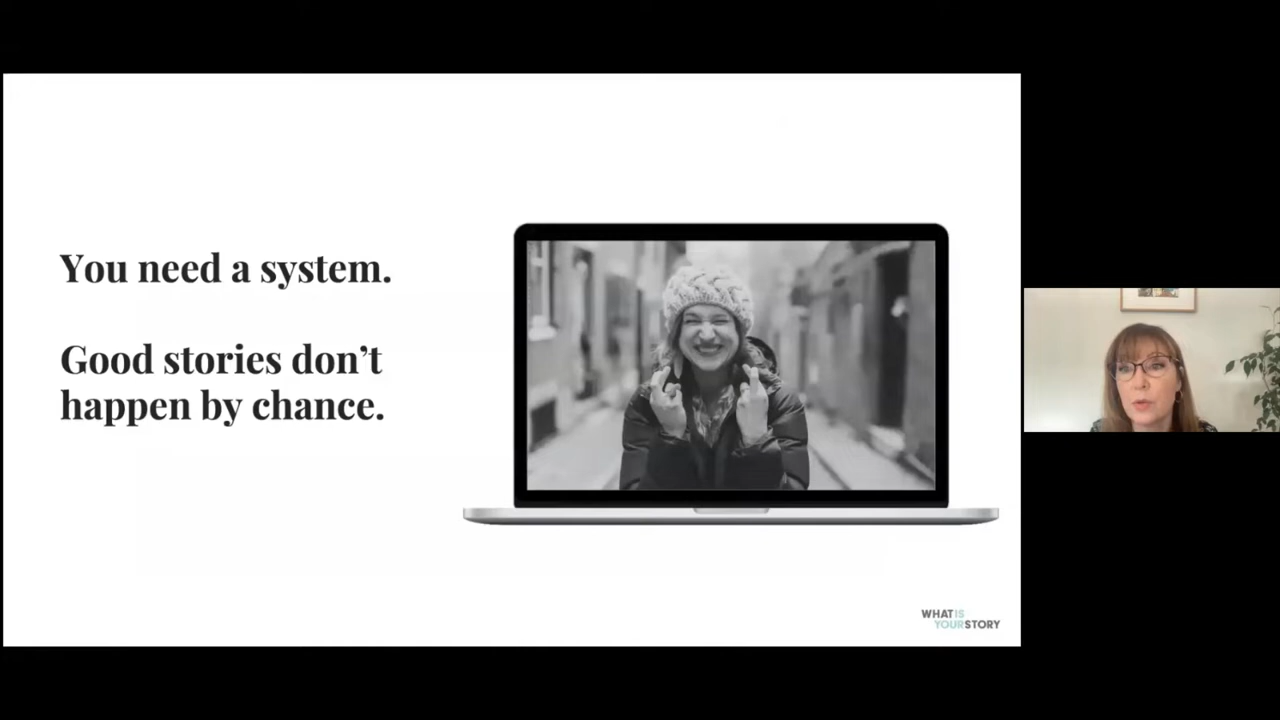 You need a system.
Good stories don’t
happen by chance.
WHAT IS
YOUR STORY